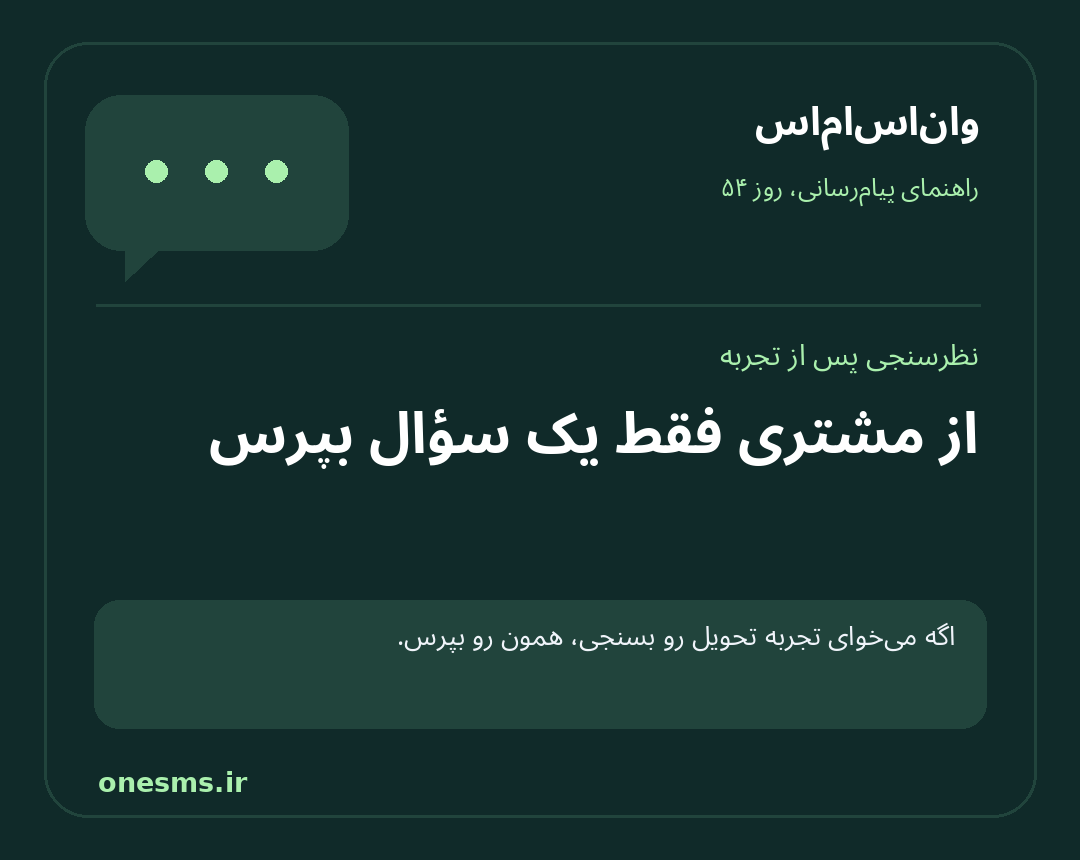 وان‌اس‌ام‌اس
راهنمای پیام‌رسانی، روز ۵۴
نظرسنجی پس از تجربه
از مشتری فقط یک سؤال بپرس
اگه می‌خوای تجربه تحویل رو بسنجی، همون رو بپرس.
onesms.ir